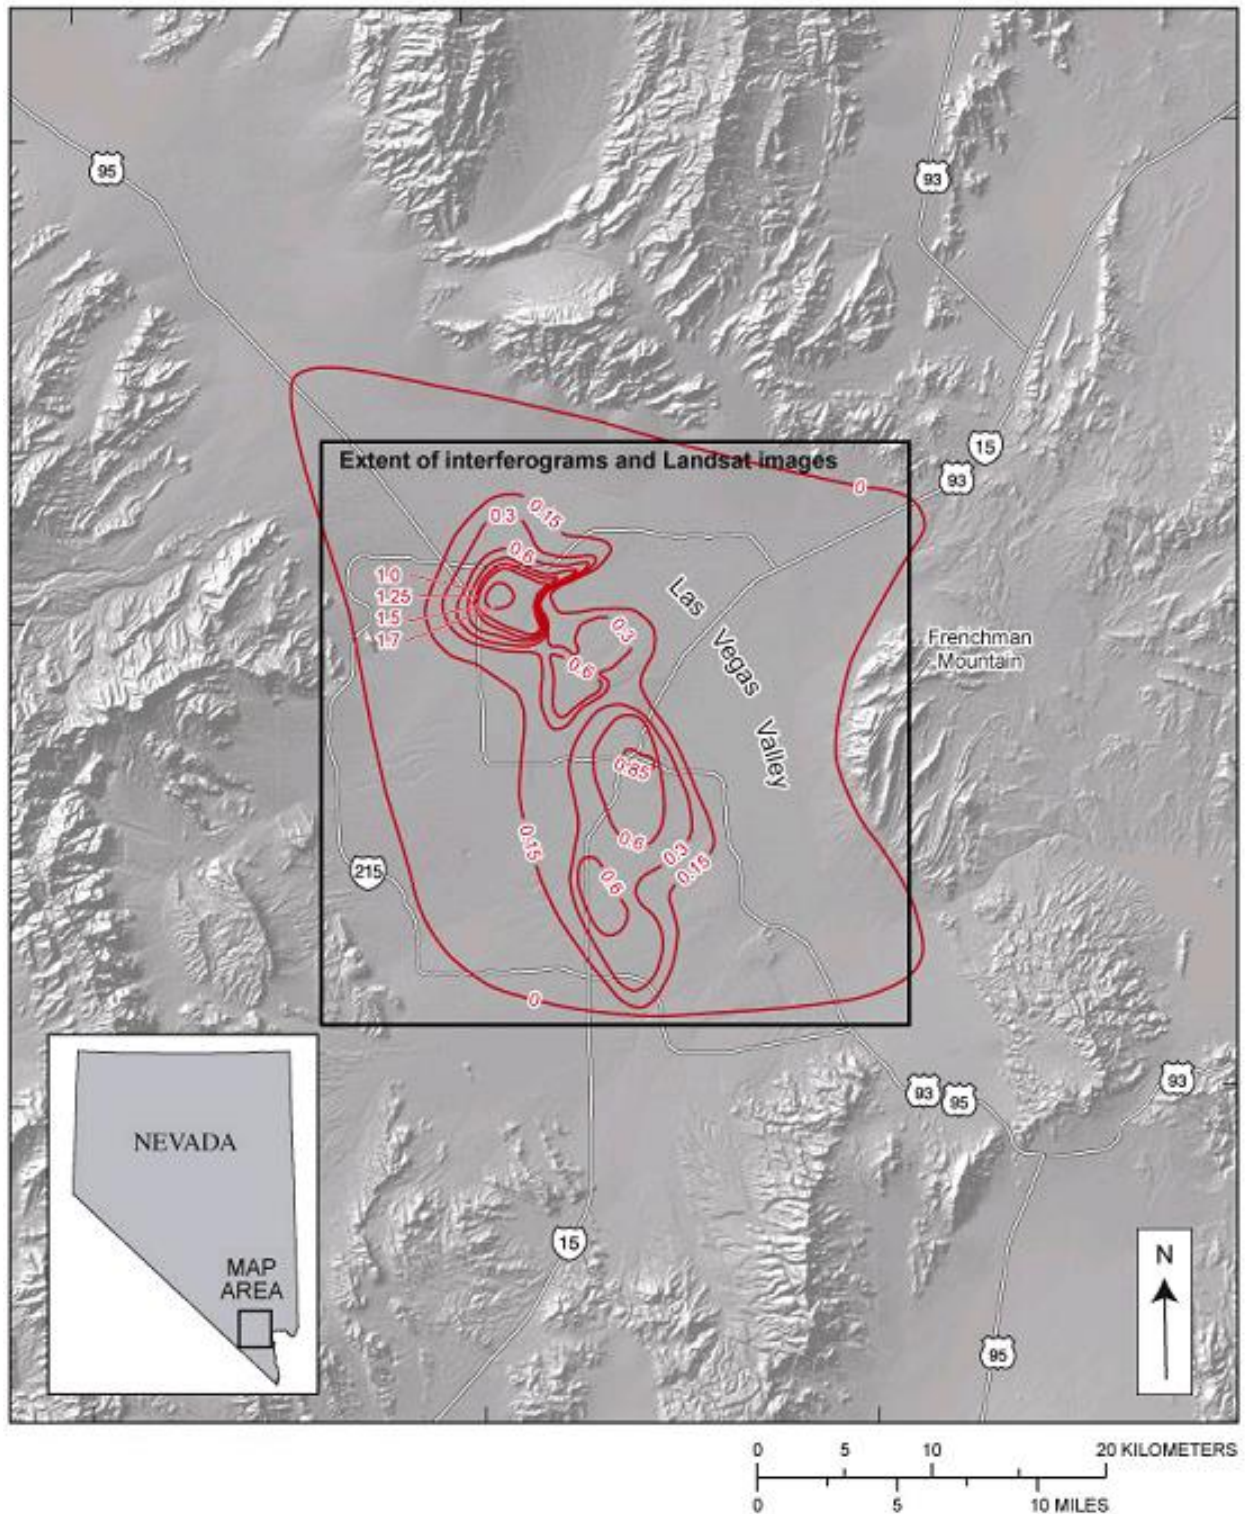 95
93
15
Extent of interferograms and Landsat images
93
0
0.15
0.3
0.6
1.0
1.25
1.5
1.7
Las Vegas Valley
0.3
Frenchman
Mountain
0.6
0.85
0.15
0.6
0.3
0.15
215
0.6
0
93
95
93
NEVADA
MAP
AREA
15
N
95
0 5 10 20 KILOMETERS
0 5 10 MILES